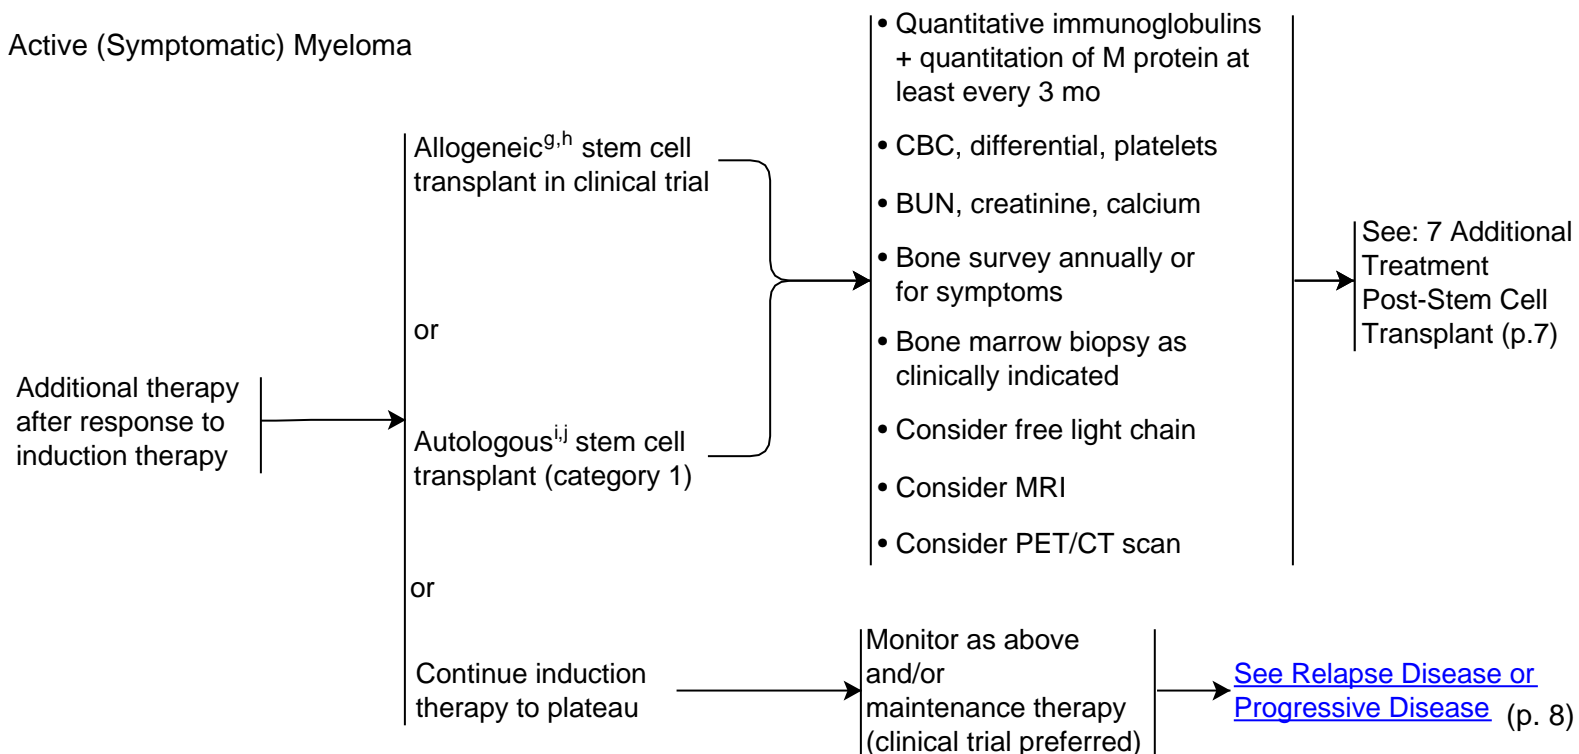 Active (Symptomatic) Myeloma
Additional therapy
after response to
induction therapy
Allogeneic^g,h stem cell
transplant in clinical trial
or
Autologous^i,j stem cell
transplant (category 1)
or
Continue induction
therapy to plateau
• Quantitative immunoglobulins
+ quantitation of M protein at
least every 3 mo
• CBC, differential, platelets
• BUN, creatinine, calcium
• Bone survey annually or
for symptoms
• Bone marrow biopsy as
clinically indicated
• Consider free light chain
• Consider MRI
• Consider PET/CT scan
See: 7 Additional
Treatment
Post-Stem Cell
Transplant (p.7)
Monitor as above
and/or
maintenance therapy
(clinical trial preferred)
See Relapse Disease or
Progressive Disease (p. 8)